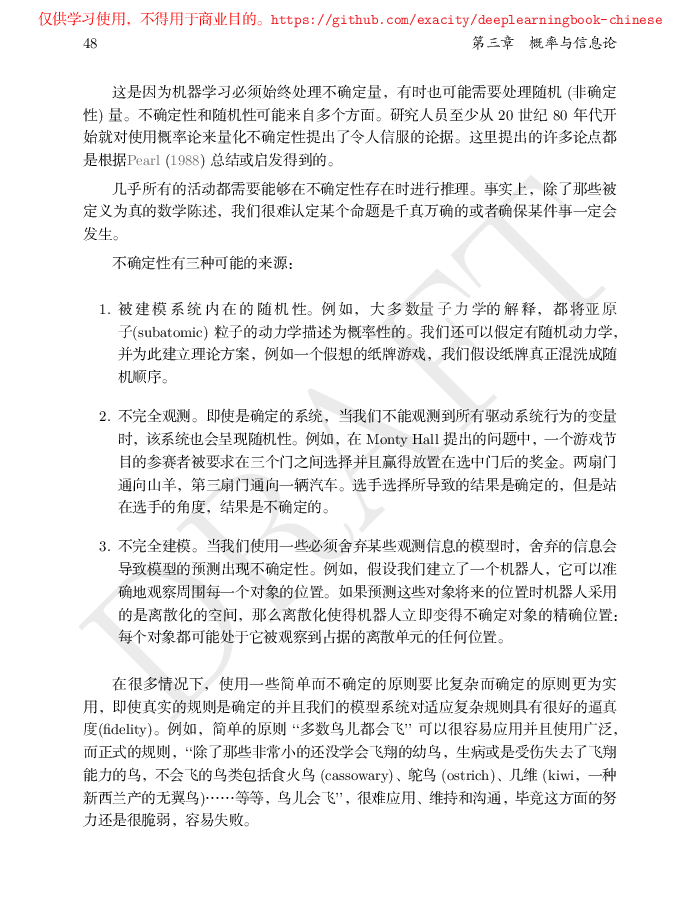 仅供学习使用，不得用于商业目的。https://github.com/exacity/deeplearningbook-chinese
48 第三章 概率与信息论
这是因为机器学习必须始终处理不确定量，有时也可能需要处理随机 (非确定
性) 量。不确定性和随机性可能来自多个方面。研究人员至少从 20 世纪 80 年代开
始就对使用概率论来量化不确定性提出了令人信服的论据。这里提出的许多论点都
是根据Pearl (1988) 总结或启发得到的。
几乎所有的活动都需要能够在不确定性存在时进行推理。事实上，除了那些被
定义为真的数学陈述，我们很难认定某个命题是千真万确的或者确保某件事一定会
发生。
不确定性有三种可能的来源：
1. 被建模系统内在的随机性。例如，大多数量子力学的解释，都将亚原
子(subatomic) 粒子的动力学描述为概率性的。我们还可以假定有随机动力学，
并为此建立理论方案，例如一个假想的纸牌游戏，我们假设纸牌真正混洗成随
机顺序。
2. 不完全观测。即使是确定的系统，当我们不能观测到所有驱动系统行为的变量
时，该系统也会呈现随机性。例如，在 Monty Hall 提出的问题中，一个游戏节
目的参赛者被要求在三个门之间选择并且赢得放置在选中门后的奖金。两扇门
通向山羊，第三扇门通向一辆汽车。选手选择所导致的结果是确定的，但是站
在选手的角度，结果是不确定的。
3. 不完全建模。当我们使用一些必须舍弃某些观测信息的模型时，舍弃的信息会
导致模型的预测出现不确定性。例如，假设我们建立了一个机器人，它可以准
确地观察周围每一个对象的位置。如果预测这些对象将来的位置时机器人采用
的是离散化的空间，那么离散化使得机器人立即变得不确定对象的精确位置：
每个对象都可能处于它被观察到占据的离散单元的任何位置。
在很多情况下，使用一些简单而不确定的原则要比复杂而确定的原则更为实
用，即使真实的规则是确定的并且我们的模型系统对适应复杂规则具有很好的逼真
度(fidelity)。例如，简单的原则 “多数鸟儿都会飞” 可以很容易应用并且使用广泛，
而正式的规则，“除了那些非常小的还没学会飞翔的幼鸟，生病或是受伤失去了飞翔
能力的鸟，不会飞的鸟类包括食火鸟 (cassowary)、鸵鸟 (ostrich)、几维 (kiwi，一种
新西兰产的无翼鸟)……等等，鸟儿会飞”，很难应用、维持和沟通，毕竟这方面的努
力还是很脆弱，容易失败。
DRAFT